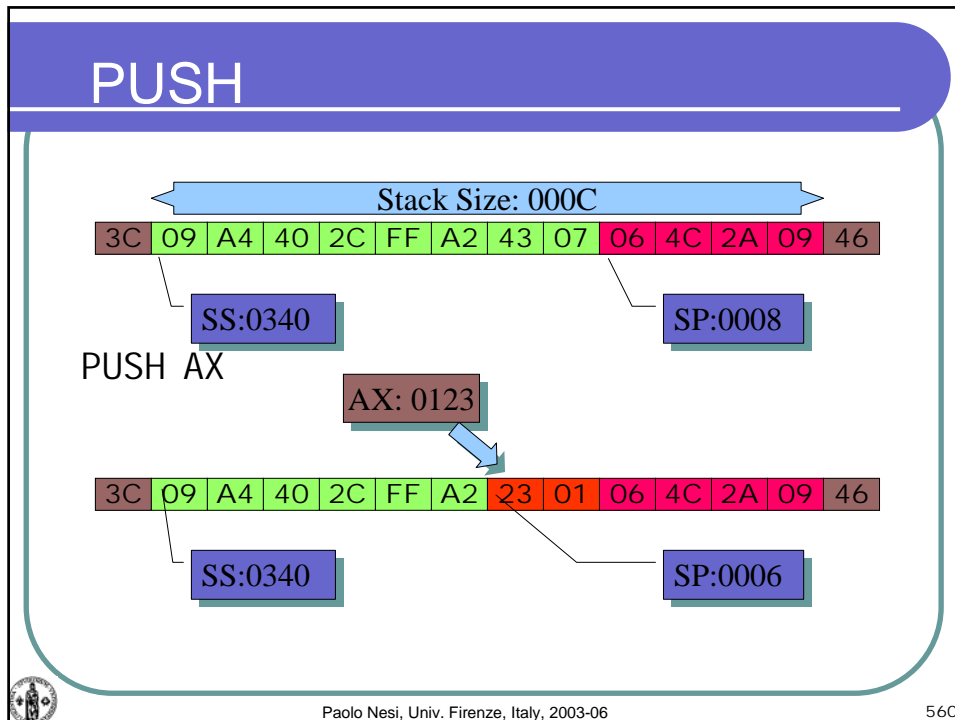 PUSH
Stack Size: 000C
3C 09 A4 40 2C FF A2 43 07 06 4C 2A 09 46
SS:0340 SP:0008
PUSH AX
AX: 0123
3C 09 A4 40 2C FF A2 23 01 06 4C 2A 09 46
SS:0340 SP:0006
Paolo Nesi, Univ. Firenze, Italy, 2003-06 560